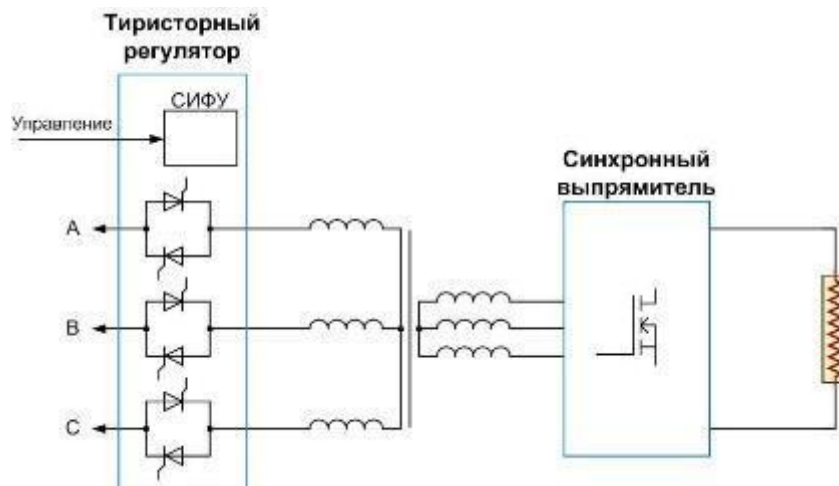 Тиристорный
регулятор
СИФУ
Управление
Синхронный
выпрямитель
A
B
C